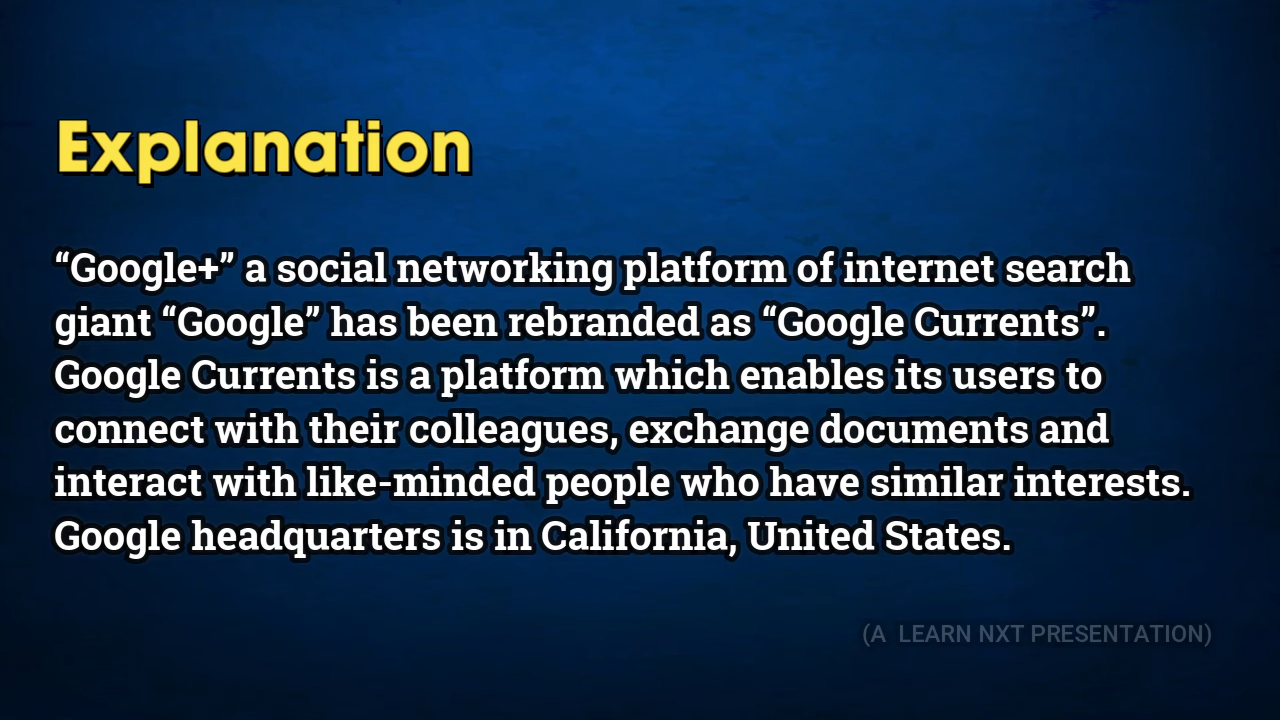 Explanation
“Google+” a social networking platform of internet search
giant “Google” has been rebranded as “Google Currents”.
Google Currents is a platform which enables its users to
connect with their colleagues, exchange documents and
interact with like-minded people who have similar interests.
Google headquarters is in California, United States.
(A  LEARN NXT PRESENTATION)